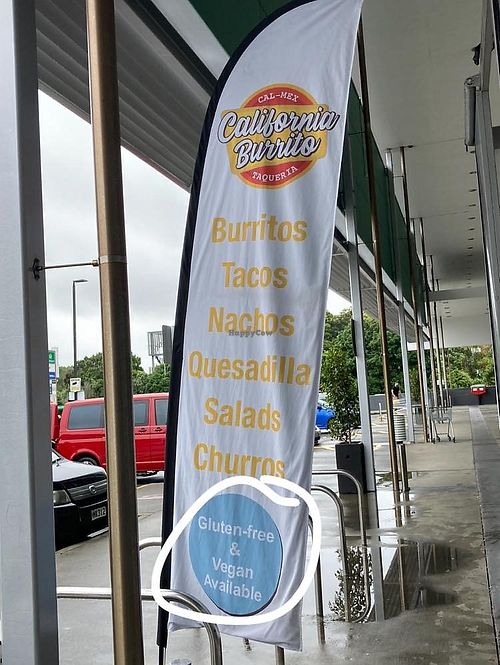 CAL-MEX
California
Burrito
TAQUERIA
Burritos
Tacos
Nachos
HappyCow
Quesadilla
Salads
Churros
Gluten-free
&
Vegan
Available